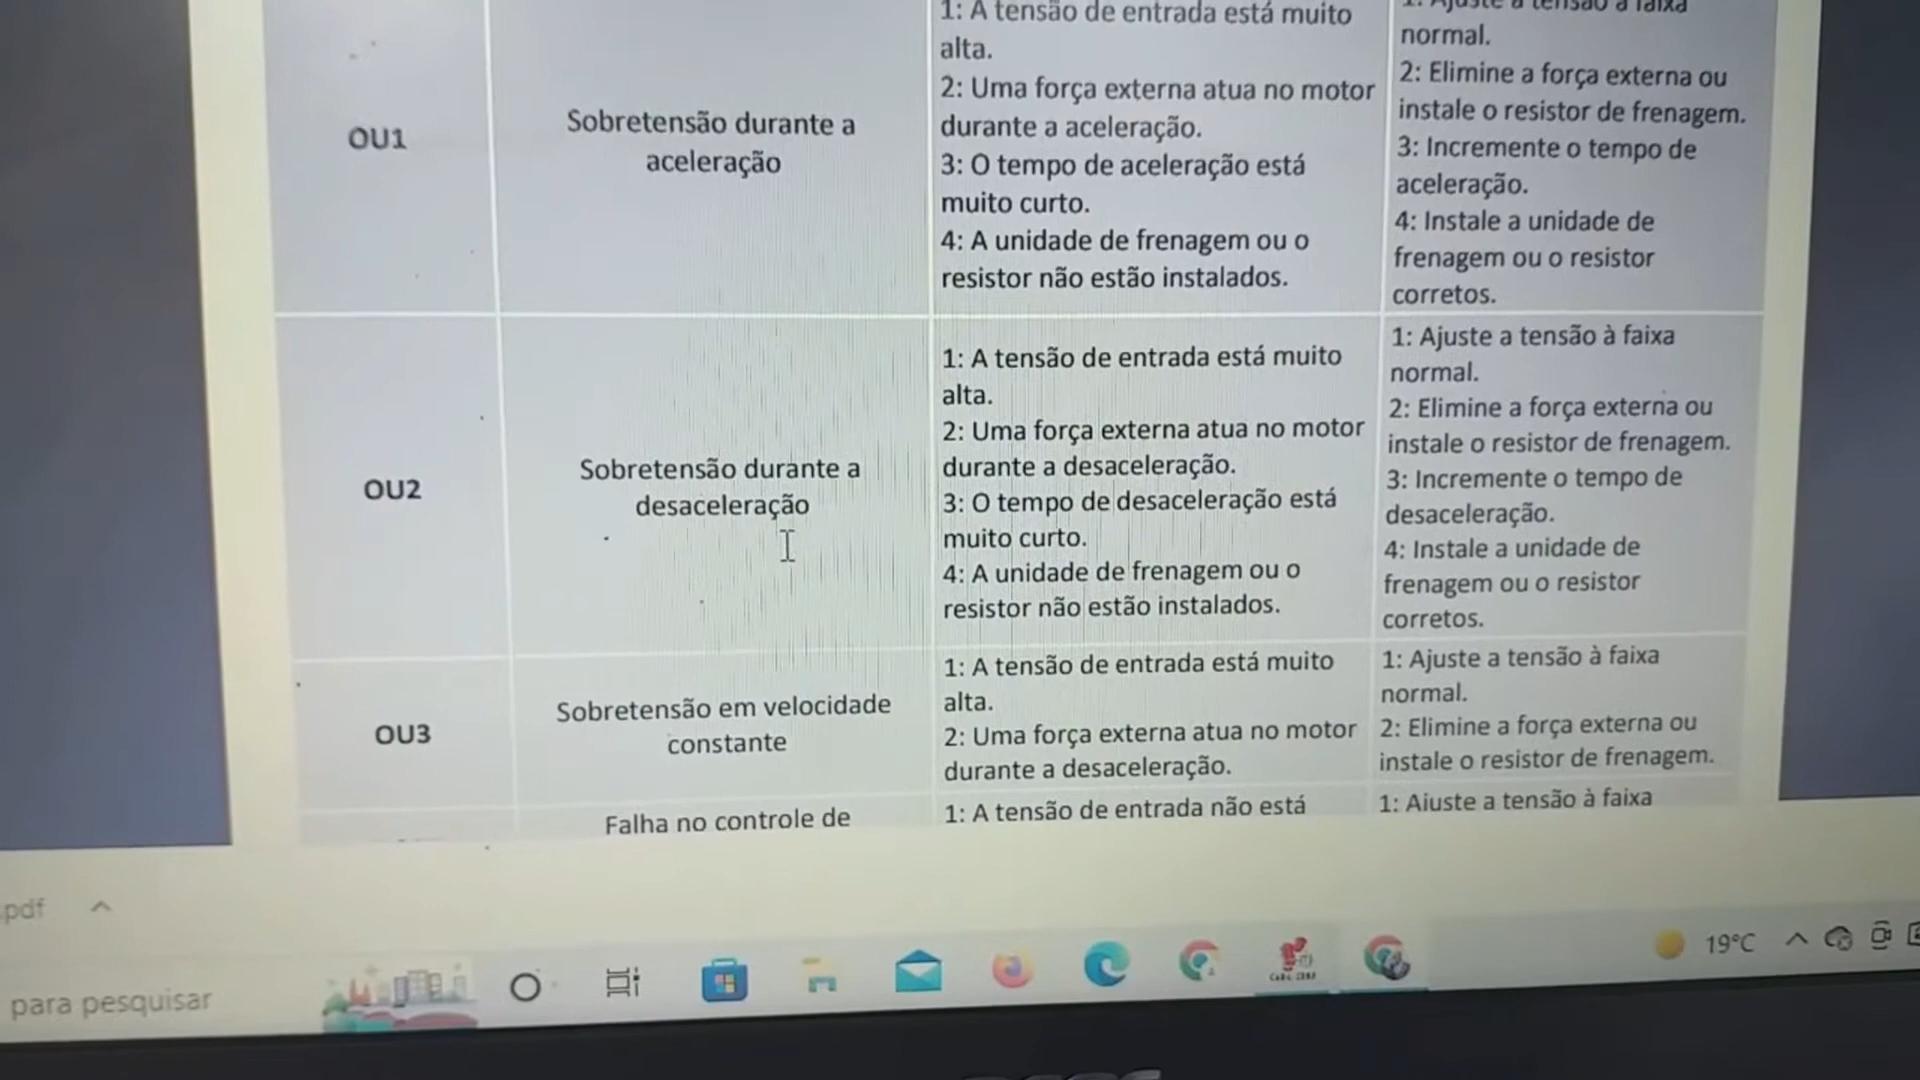 OU1
Sobretensão durante a
aceleração
1: A tensão de entrada está muito
alta.
2: Uma força externa atua no motor
durante a aceleração.
3: O tempo de aceleração está
muito curto.
4: A unidade de frenagem ou o
resistor não estão instalados.
1: Ajuste a tensão à faixa
normal.
2: Elimine a força externa ou
instale o resistor de frenagem.
3: Incremente o tempo de
aceleração.
4: Instale a unidade de
frenagem ou o resistor
corretos.
OU2
Sobretensão durante a
desaceleração
1: A tensão de entrada está muito
alta.
2: Uma força externa atua no motor
durante a desaceleração.
3: O tempo de desaceleração está
muito curto.
4: A unidade de frenagem ou o
resistor não estão instalados.
1: Ajuste a tensão à faixa
normal.
2: Elimine a força externa ou
instale o resistor de frenagem.
3: Incremente o tempo de
desaceleração.
4: Instale a unidade de
frenagem ou o resistor
corretos.
OU3
Sobretensão em velocidade
constante
1: A tensão de entrada está muito
alta.
2: Uma força externa atua no motor
durante a desaceleração.
1: Ajuste a tensão à faixa
normal.
2: Elimine a força externa ou
instale o resistor de frenagem.
Falha no controle de
1: A tensão de entrada não está
1: Ajuste a tensão à faixa
.pdf
para pesquisar
19°C